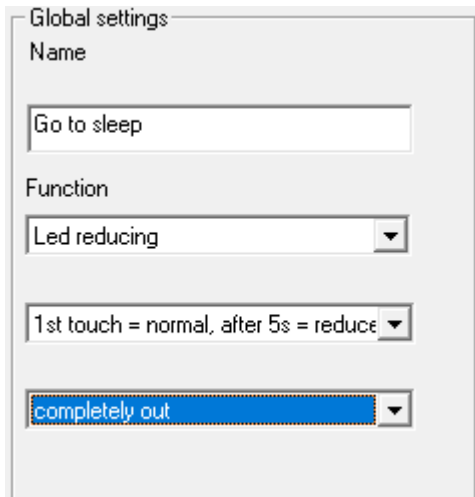 Global settings
Name
Go to sleep
Function
Led reducing
1st touch = normal, after 5s = reduce
completely out